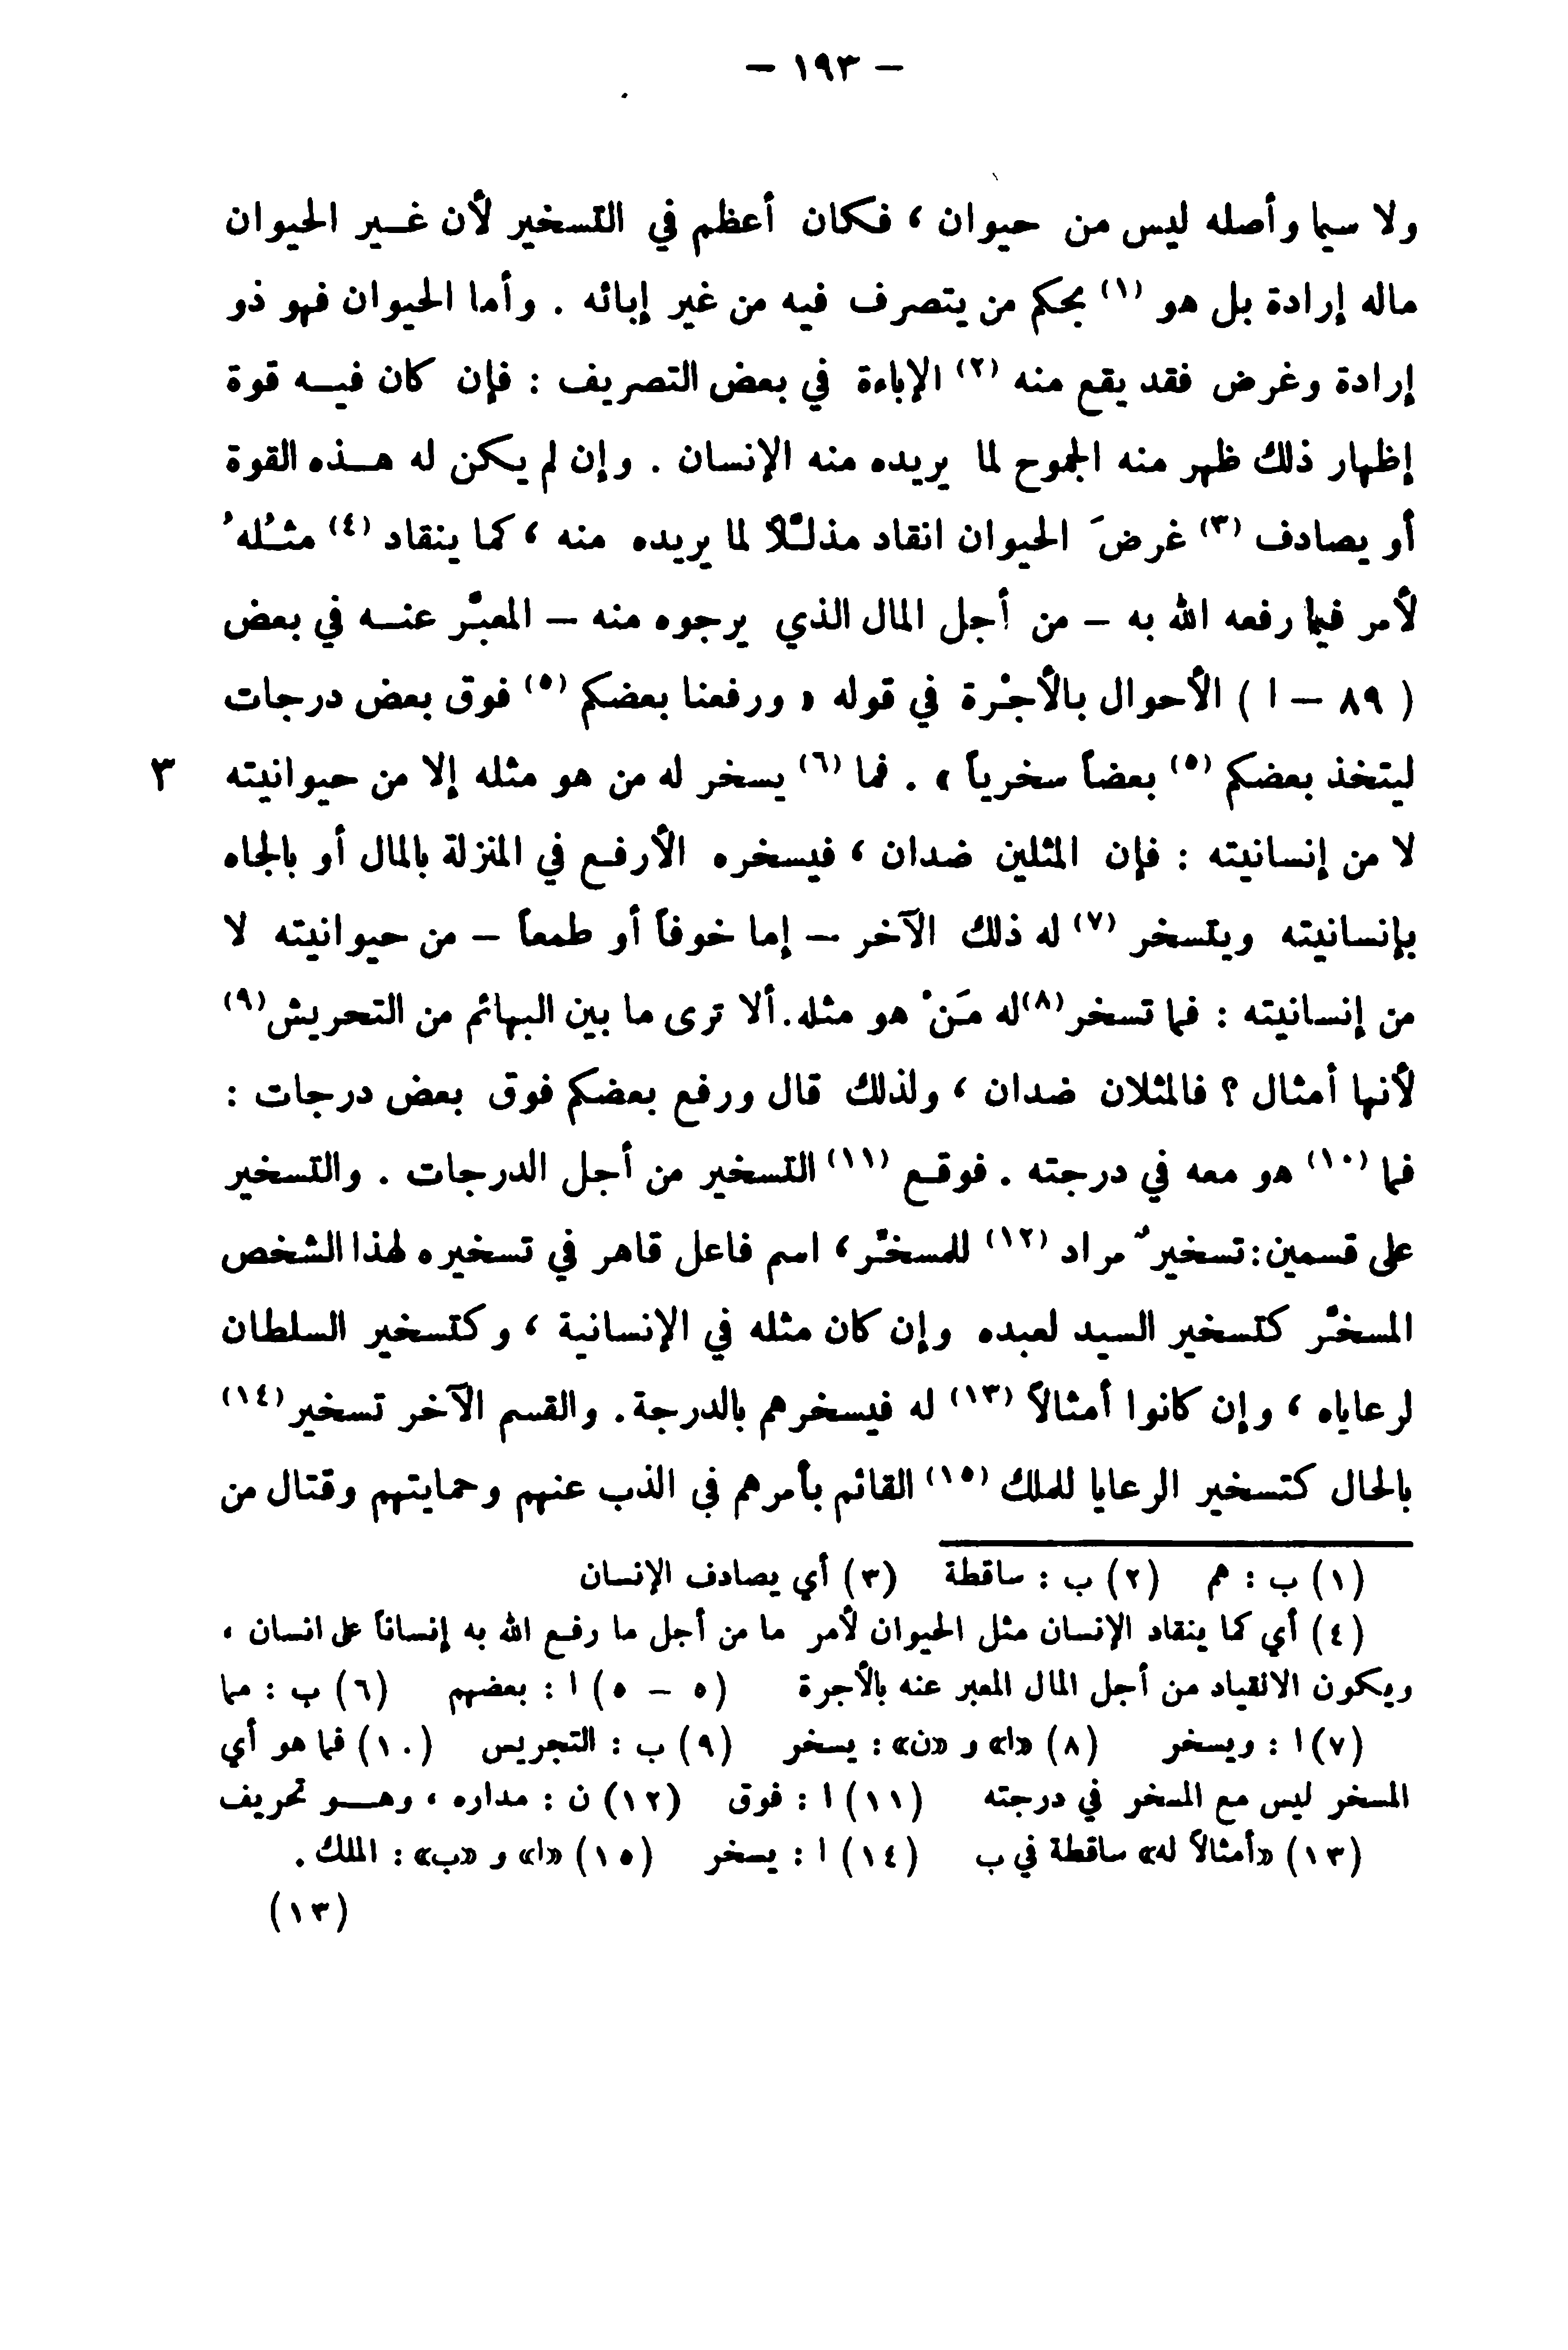 – ١٩٣ –
ولا سيما وأصله ليس من حيوان ، فكان أعظم في التسخير لأن غير الحيوان
ماله إرادة بل هو (١) بحكم من يتصرف فيه من غير إبائه . وأما الحيوان فهو ذو
إرادة وغرض فقد يقع منه (٢) الإباءة في بعض التصريف : فإن كان فيه قوة
إظهار ذلك ظهر منه الجموح لما يريده منه الإنسان . وإن لم يكن له هذه القوة
أو يصادف (٣) غرضَ الحيوان انقاد مذلّلاً لما يريده منه ، كما ينقاد (٤) مثلُهُ
لأمر فيما رفعه الله به – من أجل المال الذي يرجوه منه – المعبّر عنه في بعض
( ٨٩ – ا ) الأحوال بالأجْرة في قوله « ورفعنا بعضكم (٥) فوق بعض درجات
ليتخذ بعضكم (٥) بعضاً سخرياً » . فما (٦) يسخر له من هو مثله إلا من حيوانيته ٣
لا من إنسانيته : فإن المثلين ضدان ، فيسخره الأرفع في المنزلة بالمال أو بالجاه
بإنسانيته ويتسخر (٧) له ذلك الآخر – إما خوفاً أو طمعاً – من حيوانيته لا
من إنسانيته : فما تسخر (٨) له مَنْ هو مثله. ألا ترى ما بين البهائم من التحريش (٩)
لأنها أمثال ؟ فالمثلان ضدان ، ولذلك قال ورفع بعضكم فوق بعض درجات :
فما (١٠) هو معه في درجته . فوقع (١١) التسخير من أجل الدرجات . والتسخير
على قسمين: تسخيرٌ مراد (١٢) للمسخِّر، اسم فاعل قاهر في تسخيره لهذا الشخص
المسخَّر كتسخير السيد لعبده وإن كان مثله في الإنسانية ، وكتسخير السلطان
لرعاياه ، وإن كانوا أمثالاً (١٣) له فيسخرهم بالدرجة. والقسم الآخر تسخير (١٤)
بالحال كتسخير الرعايا للملك (١٥) القائم بأمرهم في الذب عنهم وحمايتهم وقتال من
(١) ب : هم (٢) ب : ساقطة (٣) أي يصادف الإنسان
(٤) أي كما ينقاد الإنسان مثل الحيوان لأمر ما من أجل ما رفع الله به إنساناً على انسان ،
ويكون الانقياد من أجل المال المعبر عنه بالأجرة (٥ – ٥) ا : بعضهم (٦) ب : مما
(٧) ا : ويسخر (٨) «ا» و «ن» : يسخر (٩) ب : التجريس (١٠) فما هو أي
المسخر ليس مع المسخر في درجته (١١) ا : فوق (١٢) ن : مداره ، وهو تحريف
(١٣) «أمثالاً له» ساقطة في ب (١٤) ا : يسخر (١٥) «ا» و «ب» : الملك .
(١٣)